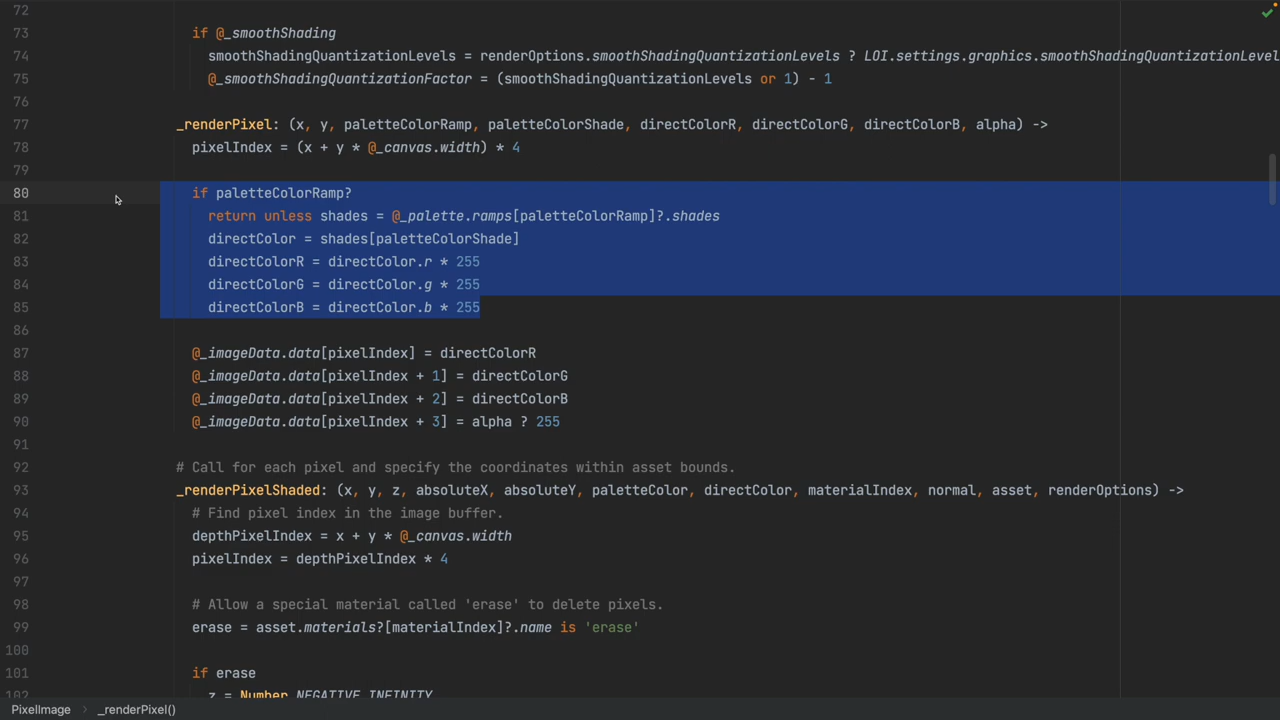 72
73 if @_smoothShading
74 smoothShadingQuantizationLevels = renderOptions.smoothShadingQuantizationLevels ? LOI.settings.graphics.smoothShadingQuantizationLevel
75 @_smoothShadingQuantizationFactor = (smoothShadingQuantizationLevels or 1) - 1
76
77 _renderPixel: (x, y, paletteColorRamp, paletteColorShade, directColorR, directColorG, directColorB, alpha) ->
78 pixelIndex = (x + y * @_canvas.width) * 4
79
80 if paletteColorRamp?
81 return unless shades = @_palette.ramps[paletteColorRamp]?.shades
82 directColor = shades[paletteColorShade]
83 directColorR = directColor.r * 255
84 directColorG = directColor.g * 255
85 directColorB = directColor.b * 255
86
87 @_imageData.data[pixelIndex] = directColorR
88 @_imageData.data[pixelIndex + 1] = directColorG
89 @_imageData.data[pixelIndex + 2] = directColorB
90 @_imageData.data[pixelIndex + 3] = alpha ? 255
91
92 # Call for each pixel and specify the coordinates within asset bounds.
93 _renderPixelShaded: (x, y, z, absoluteX, absoluteY, paletteColor, directColor, materialIndex, normal, asset, renderOptions) ->
94 # Find pixel index in the image buffer.
95 depthPixelIndex = x + y * @_canvas.width
96 pixelIndex = depthPixelIndex * 4
97
98 # Allow a special material called 'erase' to delete pixels.
99 erase = asset.materials?[materialIndex]?.name is 'erase'
100
101 if erase
102 z = Number.NEGATIVE_INFINITY
PixelImage > _renderPixel()